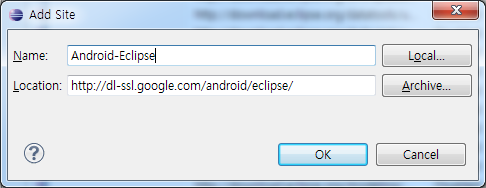 Add Site
Name: Android-Eclipse Local...
Location: http://dl-ssl.google.com/android/eclipse/ Archive...
? OK Cancel